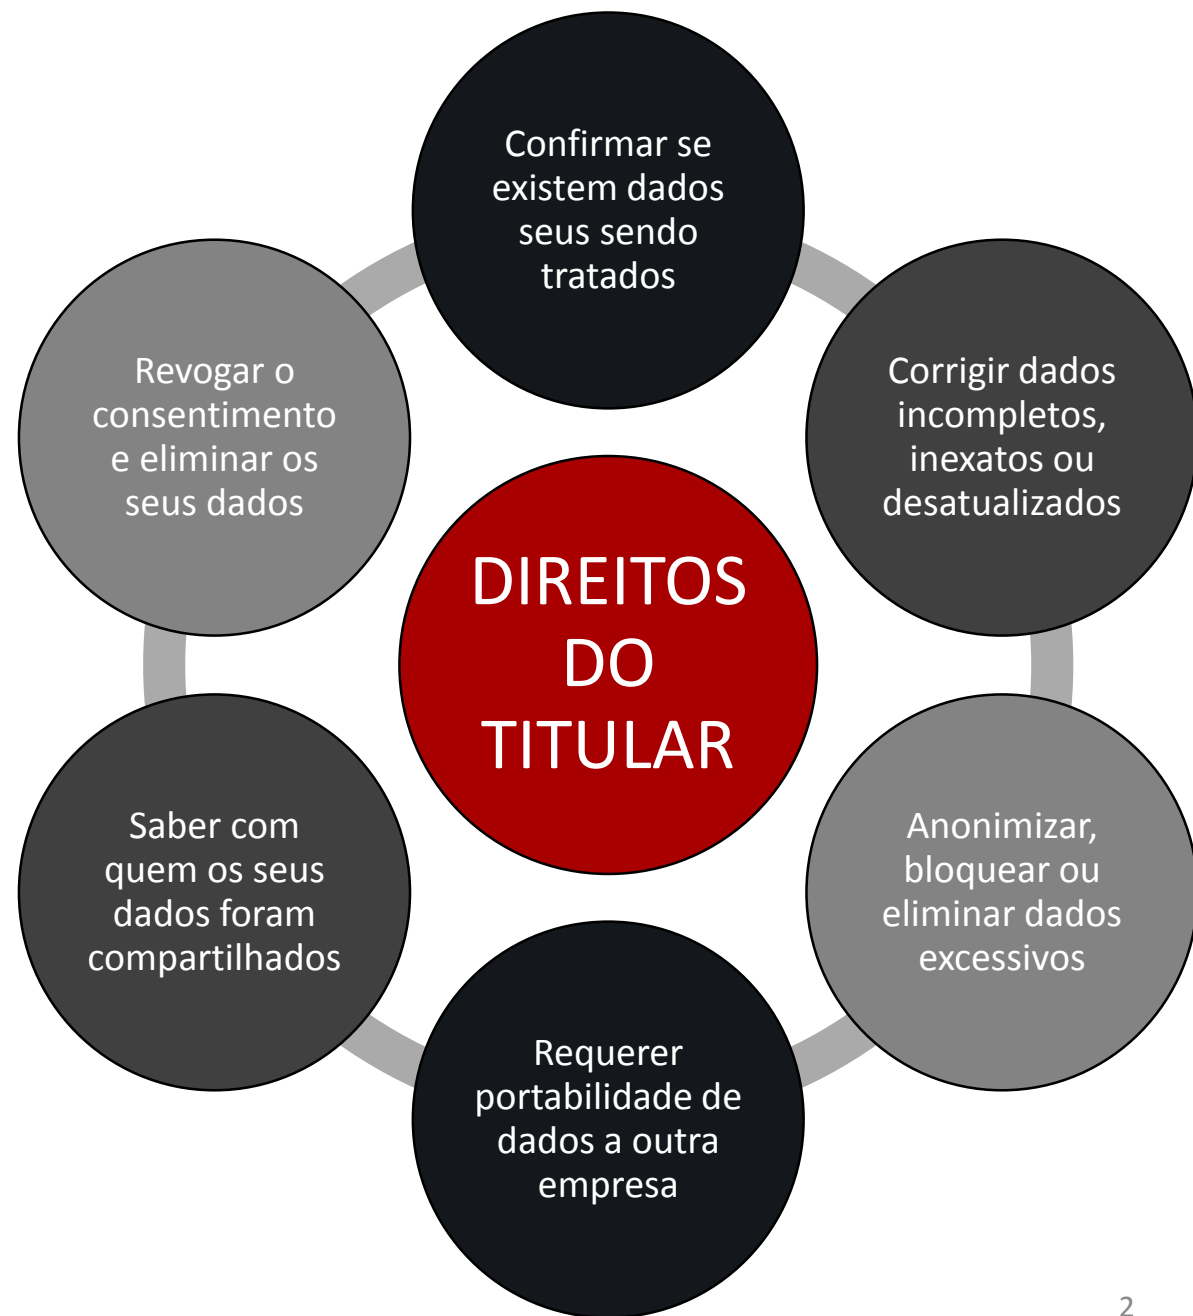 Confirmar se
existem dados
seus sendo
tratados
Revogar o
consentimento
e eliminar os
seus dados
Corrigir dados
incompletos,
inexatos ou
desatualizados
DIREITOS
DO
TITULAR
Saber com
quem os seus
dados foram
compartilhados
Anonimizar,
bloquear ou
eliminar dados
excessivos
Requerer
portabilidade de
dados a outra
empresa
2